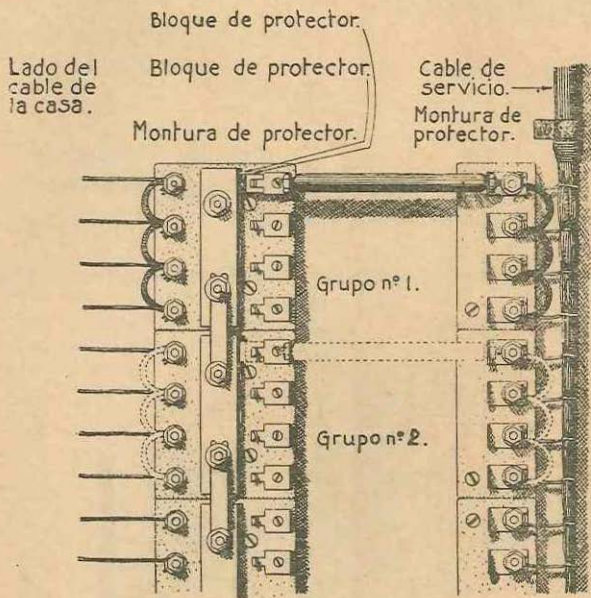 Bloque de protector.
Lado del
cable de
la casa.
Bloque de protector.
Montura de protector.
Cable de
servicio.
Montura de
protector.
Grupo nº 1.
Grupo nº 2.